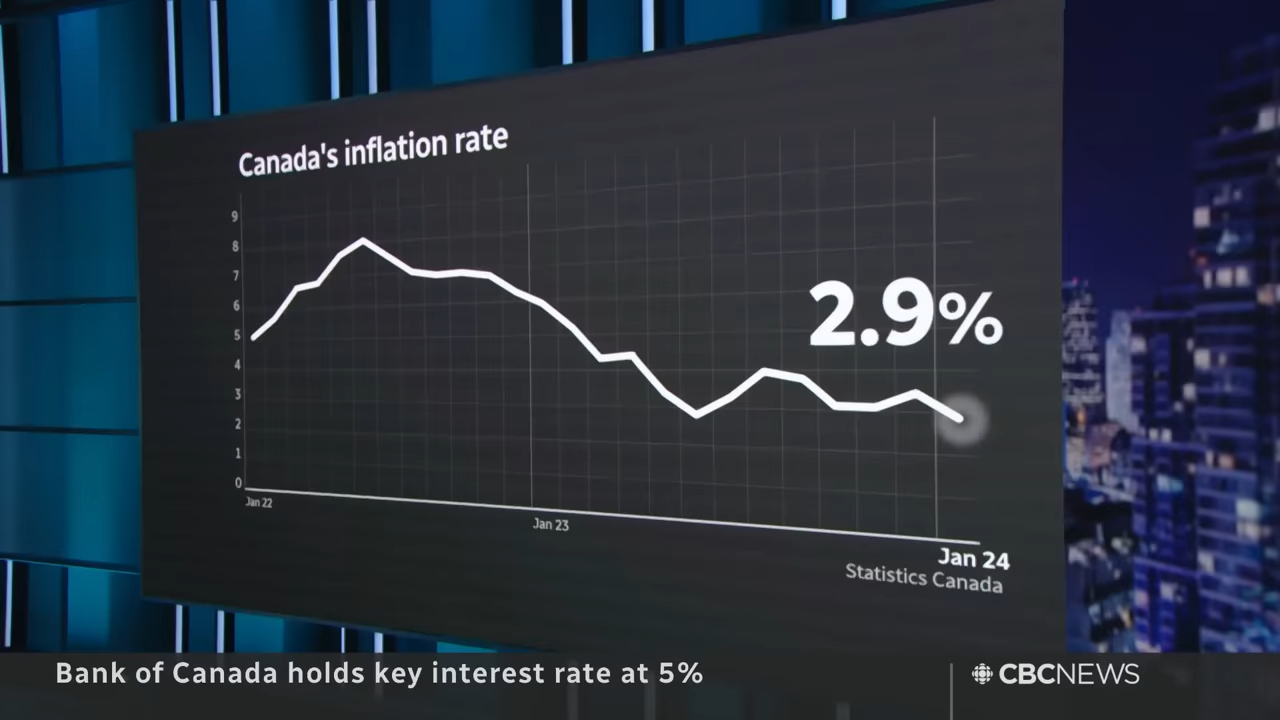 Canada's inflation rate
9
8
7
6
5
4
3
2
1
0
2.9%
Jan 22
Jan 23
Jan 24
Statistics Canada
Bank of Canada holds key interest rate at 5%
CBCNEWS